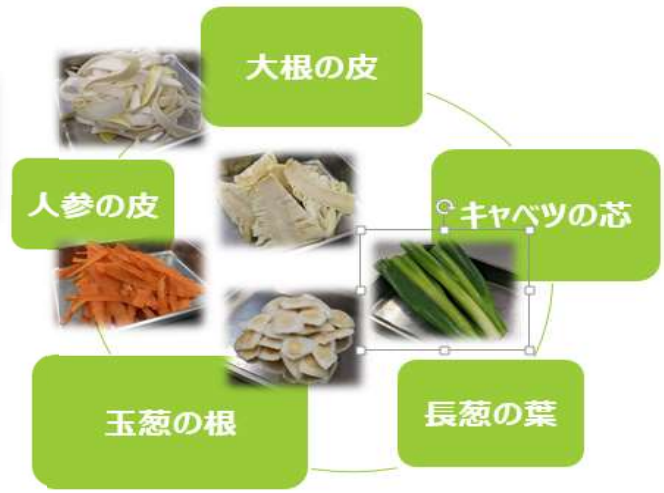 大根の皮
キャベツの芯
人参の皮
玉葱の根
長葱の葉